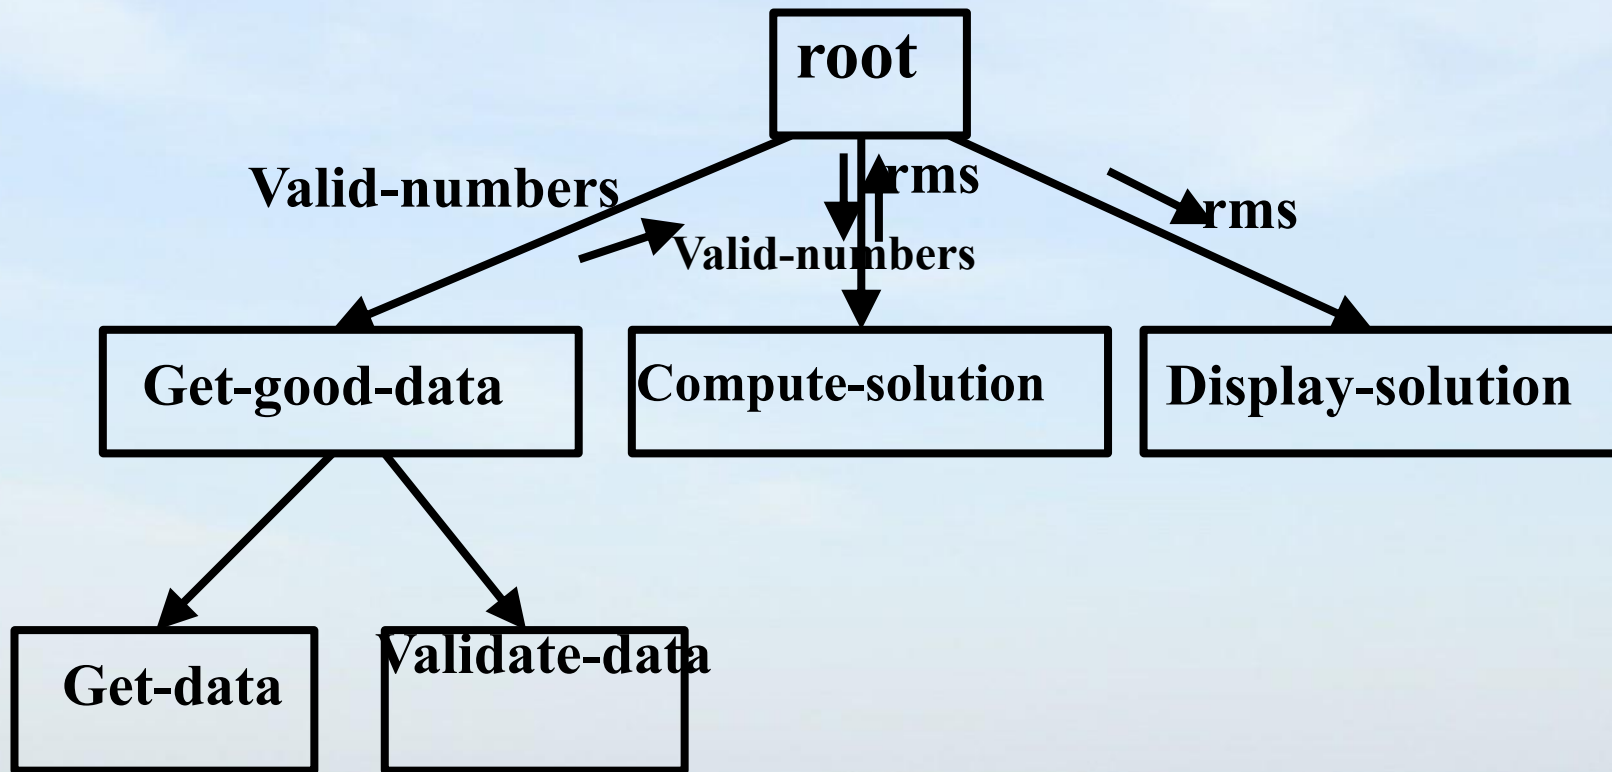 root
Valid-numbers
rms
rms
Valid-numbers
Get-good-data
Compute-solution
Display-solution
Get-data
Validate-data